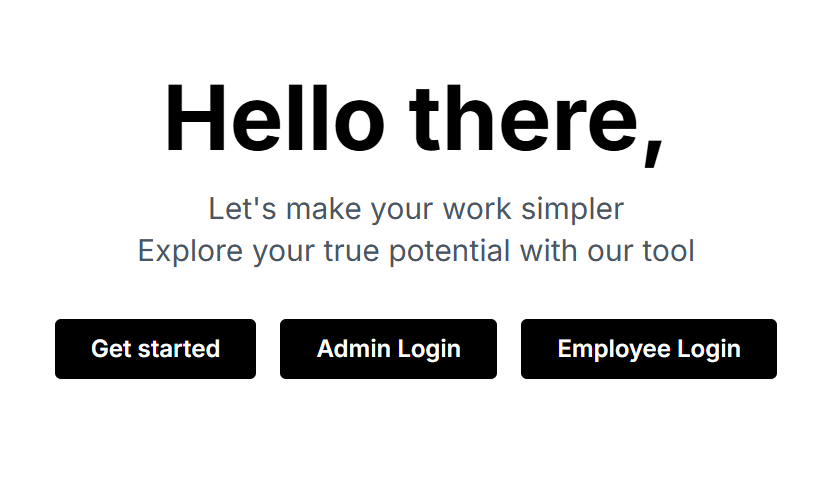 Hello there,
Let's make your work simpler
Explore your true potential with our tool
Get started
Admin Login
Employee Login